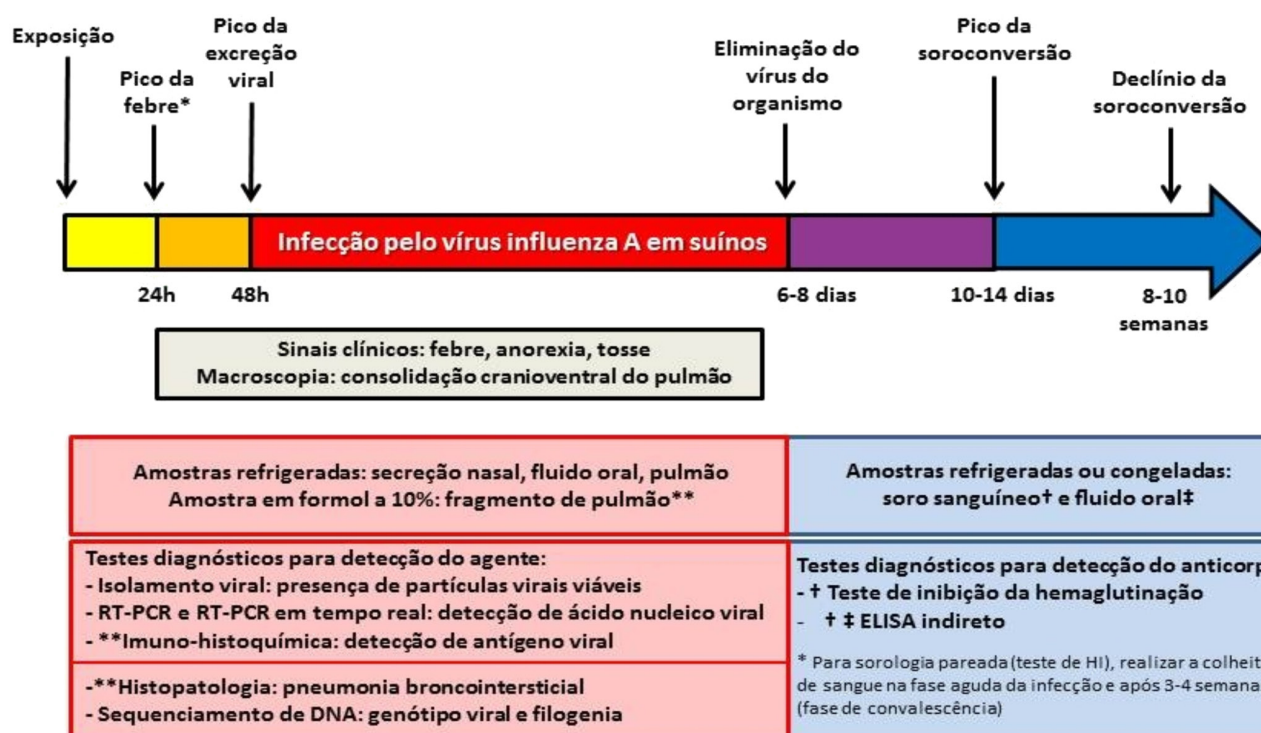 Exposição
Pico da
febre*
Pico da
excreção
viral
Eliminação do
vírus do
organismo
Pico da
soroconversão
Declínio da
soroconversão
Infecção pelo vírus influenza A em suínos
24h
48h
6-8 dias
10-14 dias
8-10
semanas
Sinais clínicos: febre, anorexia, tosse
Macroscopia: consolidação cranioventral do pulmão
Amostras refrigeradas: secreção nasal, fluido oral, pulmão
Amostra em formol a 10%: fragmento de pulmão**
Amostras refrigeradas ou congeladas:
soro sanguíneo† e fluido oral‡
Testes diagnósticos para detecção do agente:
- Isolamento viral: presença de partículas virais viáveis
- RT-PCR e RT-PCR em tempo real: detecção de ácido nucleico viral
- **Imuno-histoquímica: detecção de antígeno viral
-**Histopatologia: pneumonia broncointersticial
- Sequenciamento de DNA: genótipo viral e filogenia
Testes diagnósticos para detecção do anticorp
- † Teste de inibição da hemaglutinação
- † ‡ ELISA indireto
* Para sorologia pareada (teste de HI), realizar a colheit
de sangue na fase aguda da infecção e após 3-4 semana
(fase de convalescência)